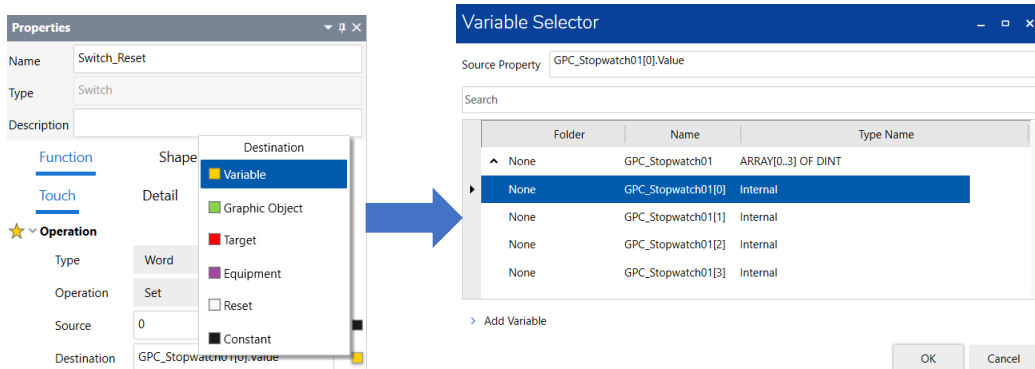 Properties
Name Switch_Reset
Type Switch
Description
Function Shape
Touch Detail
Operation
Type Word
Operation Set
Source 0
Destination GPC_Stopwatch01[0].Value
Destination
Variable
Graphic Object
Target
Equipment
Reset
Constant
Variable Selector
Source Property GPC_Stopwatch01[0].Value
Search
Folder Name Type Name
None GPC_Stopwatch01 ARRAY[0..3] OF DINT
None GPC_Stopwatch01[0] Internal
None GPC_Stopwatch01[1] Internal
None GPC_Stopwatch01[2] Internal
None GPC_Stopwatch01[3] Internal
Add Variable
OK Cancel